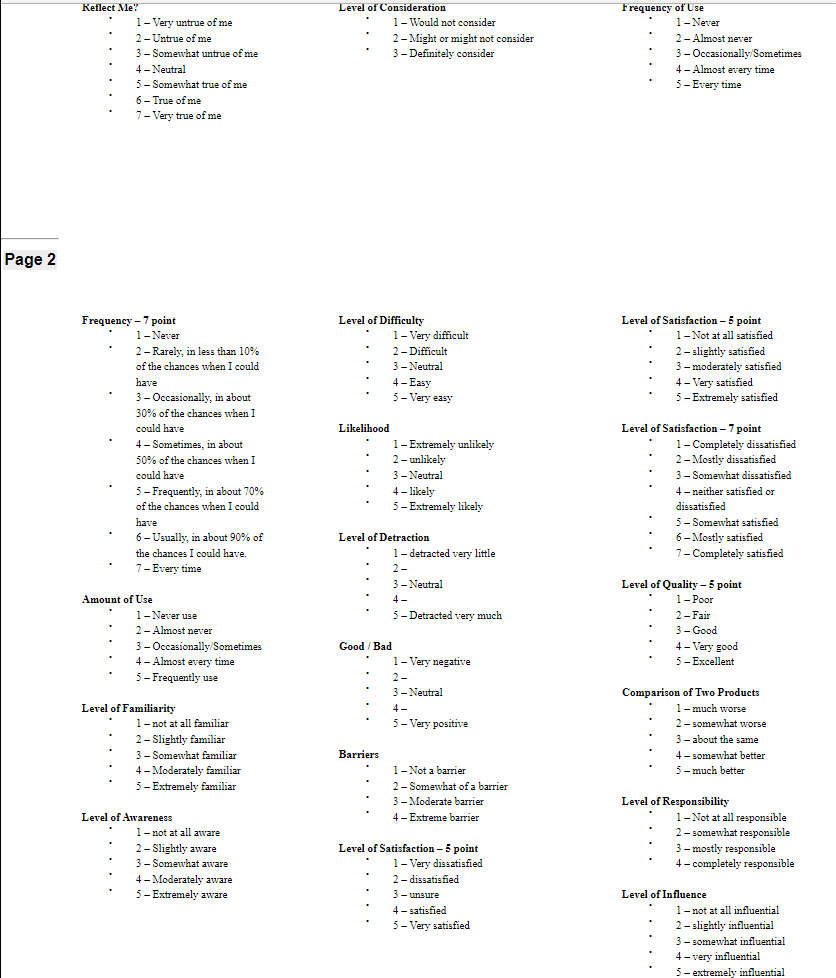 Reflect Me?
1 – Very untrue of me
2 – Untrue of me
3 – Somewhat untrue of me
4 – Neutral
5 – Somewhat true of me
6 – True of me
7 – Very true of me
Level of Consideration
1 – Would not consider
2 – Might or might not consider
3 – Definitely consider
Frequency of Use
1 – Never
2 – Almost never
3 – Occasionally/Sometimes
4 – Almost every time
5 – Every time
Page 2
Frequency – 7 point
1 – Never
2 – Rarely, in less than 10%
of the chances when I could
have
3 – Occasionally, in about
30% of the chances when I
could have
4 – Sometimes, in about
50% of the chances when I
could have
5 – Frequently, in about 70%
of the chances when I could
have
6 – Usually, in about 90% of
the chances I could have.
7 – Every time
Amount of Use
1 – Never use
2 – Almost never
3 – Occasionally/Sometimes
4 – Almost every time
5 – Frequently use
Level of Familiarity
1 – not at all familiar
2 – Slightly familiar
3 – Somewhat familiar
4 – Moderately familiar
5 – Extremely familiar
Level of Awareness
1 – not at all aware
2 – Slightly aware
3 – Somewhat aware
4 – Moderately aware
5 – Extremely aware
Level of Difficulty
1 – Very difficult
2 – Difficult
3 – Neutral
4 – Easy
5 – Very easy
Likelihood
1 – Extremely unlikely
2 – unlikely
3 – Neutral
4 – likely
5 – Extremely likely
Level of Detraction
1 – detracted very little
2 –
3 – Neutral
4 –
5 – Detracted very much
Good / Bad
1 – Very negative
2 –
3 – Neutral
4 –
5 – Very positive
Barriers
1 – Not a barrier
2 – Somewhat of a barrier
3 – Moderate barrier
4 – Extreme barrier
Level of Satisfaction – 5 point
1 – Very dissatisfied
2 – dissatisfied
3 – unsure
4 – satisfied
5 – Very satisfied
Level of Satisfaction – 5 point
1 – Not at all satisfied
2 – slightly satisfied
3 – moderately satisfied
4 – Very satisfied
5 – Extremely satisfied
Level of Satisfaction – 7 point
1 – Completely dissatisfied
2 – Mostly dissatisfied
3 – Somewhat dissatisfied
4 – neither satisfied or
dissatisfied
5 – Somewhat satisfied
6 – Mostly satisfied
7 – Completely satisfied
Level of Quality – 5 point
1 – Poor
2 – Fair
3 – Good
4 – Very good
5 – Excellent
Comparison of Two Products
1 – much worse
2 – somewhat worse
3 – about the same
4 – somewhat better
5 – much better
Level of Responsibility
1 – Not at all responsible
2 – somewhat responsible
3 – mostly responsible
4 – completely responsible
Level of Influence
1 – not at all influential
2 – slightly influential
3 – somewhat influential
4 – very influential
5 – extremely influential